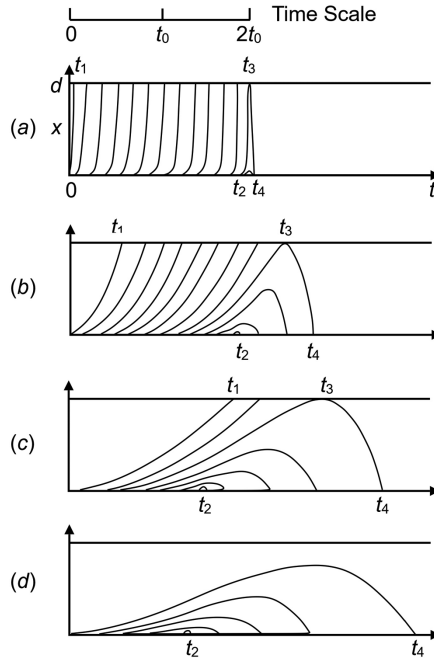 Time Scale
0 t₀ 2t₀
t₁ t₃
d
(a) x
0 t₂ t₄ t
t₁ t₃
(b)
t₂ t₄
t₁ t₃
(c)
t₂ t₄
(d)
t₂ t₄